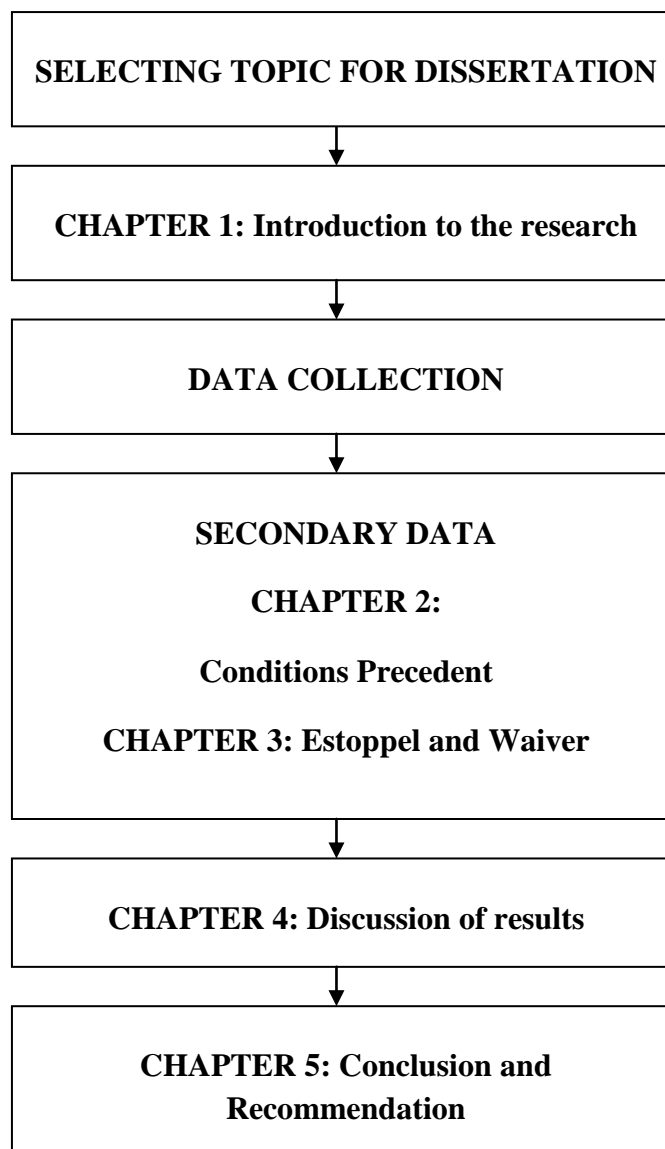 SELECTING TOPIC FOR DISSERTATION
CHAPTER 1: Introduction to the research
DATA COLLECTION
SECONDARY DATA
CHAPTER 2:
Conditions Precedent
CHAPTER 3: Estoppel and Waiver
CHAPTER 4: Discussion of results
CHAPTER 5: Conclusion and
Recommendation